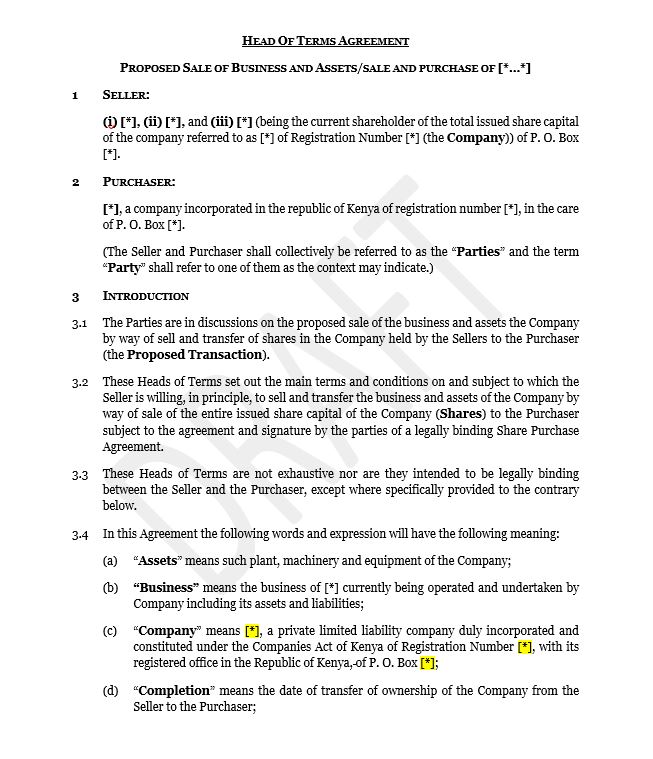 HEAD OF TERMS AGREEMENT
PROPOSED SALE OF BUSINESS AND ASSETS/SALE AND PURCHASE OF [*...*]
1 SELLER:
(i) [*], (ii) [*], and (iii) [*] (being the current shareholder of the total issued share capital
of the company referred to as [*] of Registration Number [*] (the Company)) of P. O. Box
[*].
2 PURCHASER:
[*], a company incorporated in the republic of Kenya of registration number [*], in the care
of P. O. Box [*].
(The Seller and Purchaser shall collectively be referred to as the “Parties” and the term
“Party” shall refer to one of them as the context may indicate.)
3 INTRODUCTION
3.1 The Parties are in discussions on the proposed sale of the business and assets the Company
by way of sell and transfer of shares in the Company held by the Sellers to the Purchaser
(the Proposed Transaction).
3.2 These Heads of Terms set out the main terms and conditions on and subject to which the
Seller is willing, in principle, to sell and transfer the business and assets of the Company by
way of sale of the entire issued share capital of the Company (Shares) to the Purchaser
subject to the agreement and signature by the parties of a legally binding Share Purchase
Agreement.
3.3 These Heads of Terms are not exhaustive nor are they intended to be legally binding
between the Seller and the Purchaser, except where specifically provided to the contrary
below.
3.4 In this Agreement the following words and expression will have the following meaning:
(a) “Assets” means such plant, machinery and equipment of the Company;
(b) “Business” means the business of [*] currently being operated and undertaken by
Company including its assets and liabilities;
(c) “Company” means [*], a private limited liability company duly incorporated and
constituted under the Companies Act of Kenya of Registration Number [*], with its
registered office in the Republic of Kenya, of P. O. Box [*];
(d) “Completion” means the date of transfer of ownership of the Company from the
Seller to the Purchaser;
DRAFT